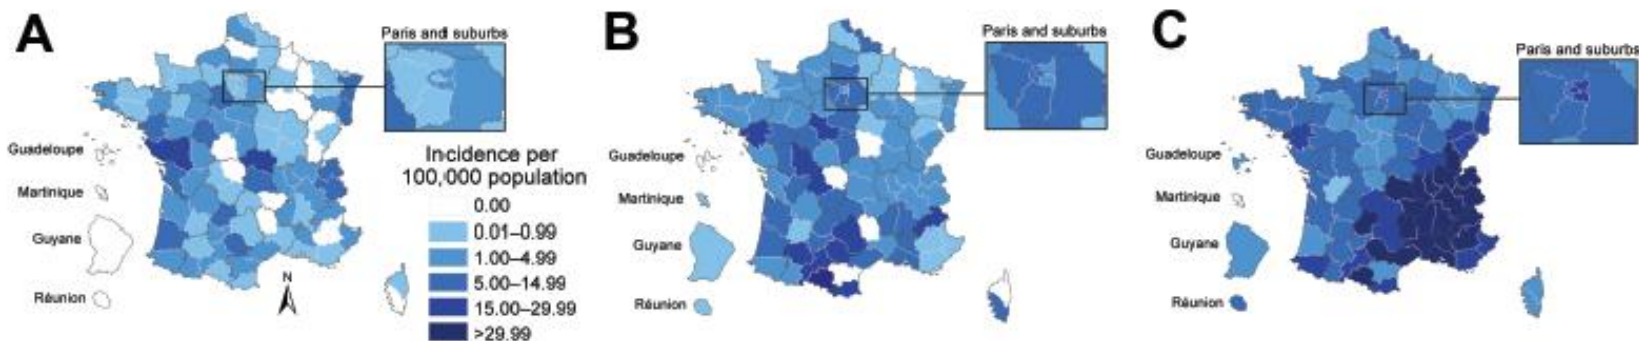 A
Paris and suburbs
Guadeloupe
Martinique
Guyane
Réunion
N
Incidence per
100,000 population
0.00
0.01–0.99
1.00–4.99
5.00–14.99
15.00–29.99
>29.99
B
Paris and suburbs
Guadeloupe
Martinique
Guyane
Réunion
C
Paris and suburbs
Guadeloupe
Martinique
Guyane
Réunion